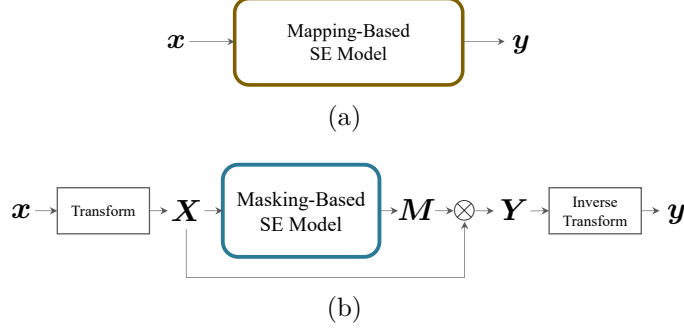 x
Mapping-Based
SE Model
y
(a)
x
Transform
X
Masking-Based
SE Model
M
⊗
Y
Inverse
Transform
y
(b)